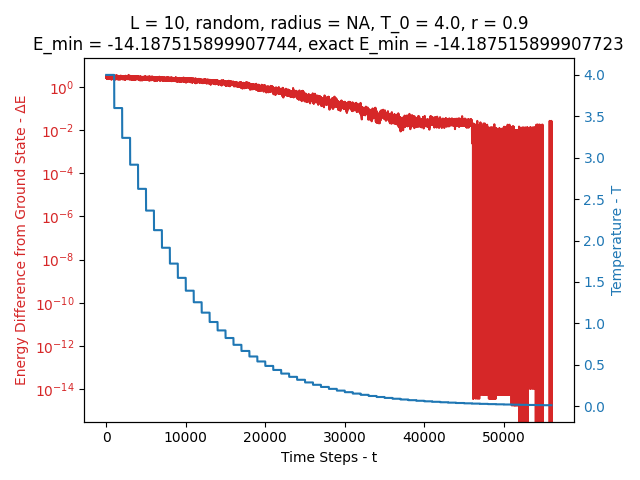 L = 10, random, radius = NA, T_0 = 4.0, r = 0.9
E_min = -14.187515899907744, exact E_min = -14.187515899907723
Energy Difference from Ground State - ΔE
10^0
10^-2
10^-4
10^-6
10^-8
10^-10
10^-12
10^-14
4.0
3.5
3.0
2.5
2.0
1.5
1.0
0.5
0.0
Temperature - T
0 10000 20000 30000 40000 50000
Time Steps - t